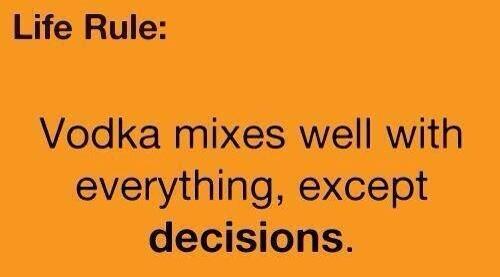 Life Rule:
Vodka mixes well with
everything, except
decisions.